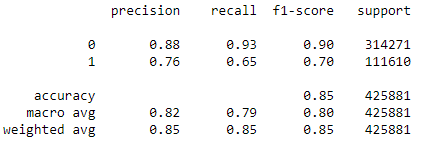 precision recall f1-score support
0 0.88 0.93 0.90 314271
1 0.76 0.65 0.70 111610
accuracy 0.85 425881
macro avg 0.82 0.79 0.80 425881
weighted avg 0.85 0.85 0.85 425881